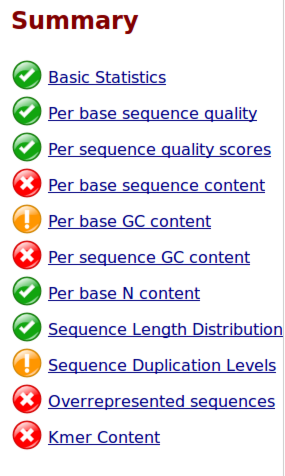 Summary
Basic Statistics
Per base sequence quality
Per sequence quality scores
Per base sequence content
Per base GC content
Per sequence GC content
Per base N content
Sequence Length Distribution
Sequence Duplication Levels
Overrepresented sequences
Kmer Content